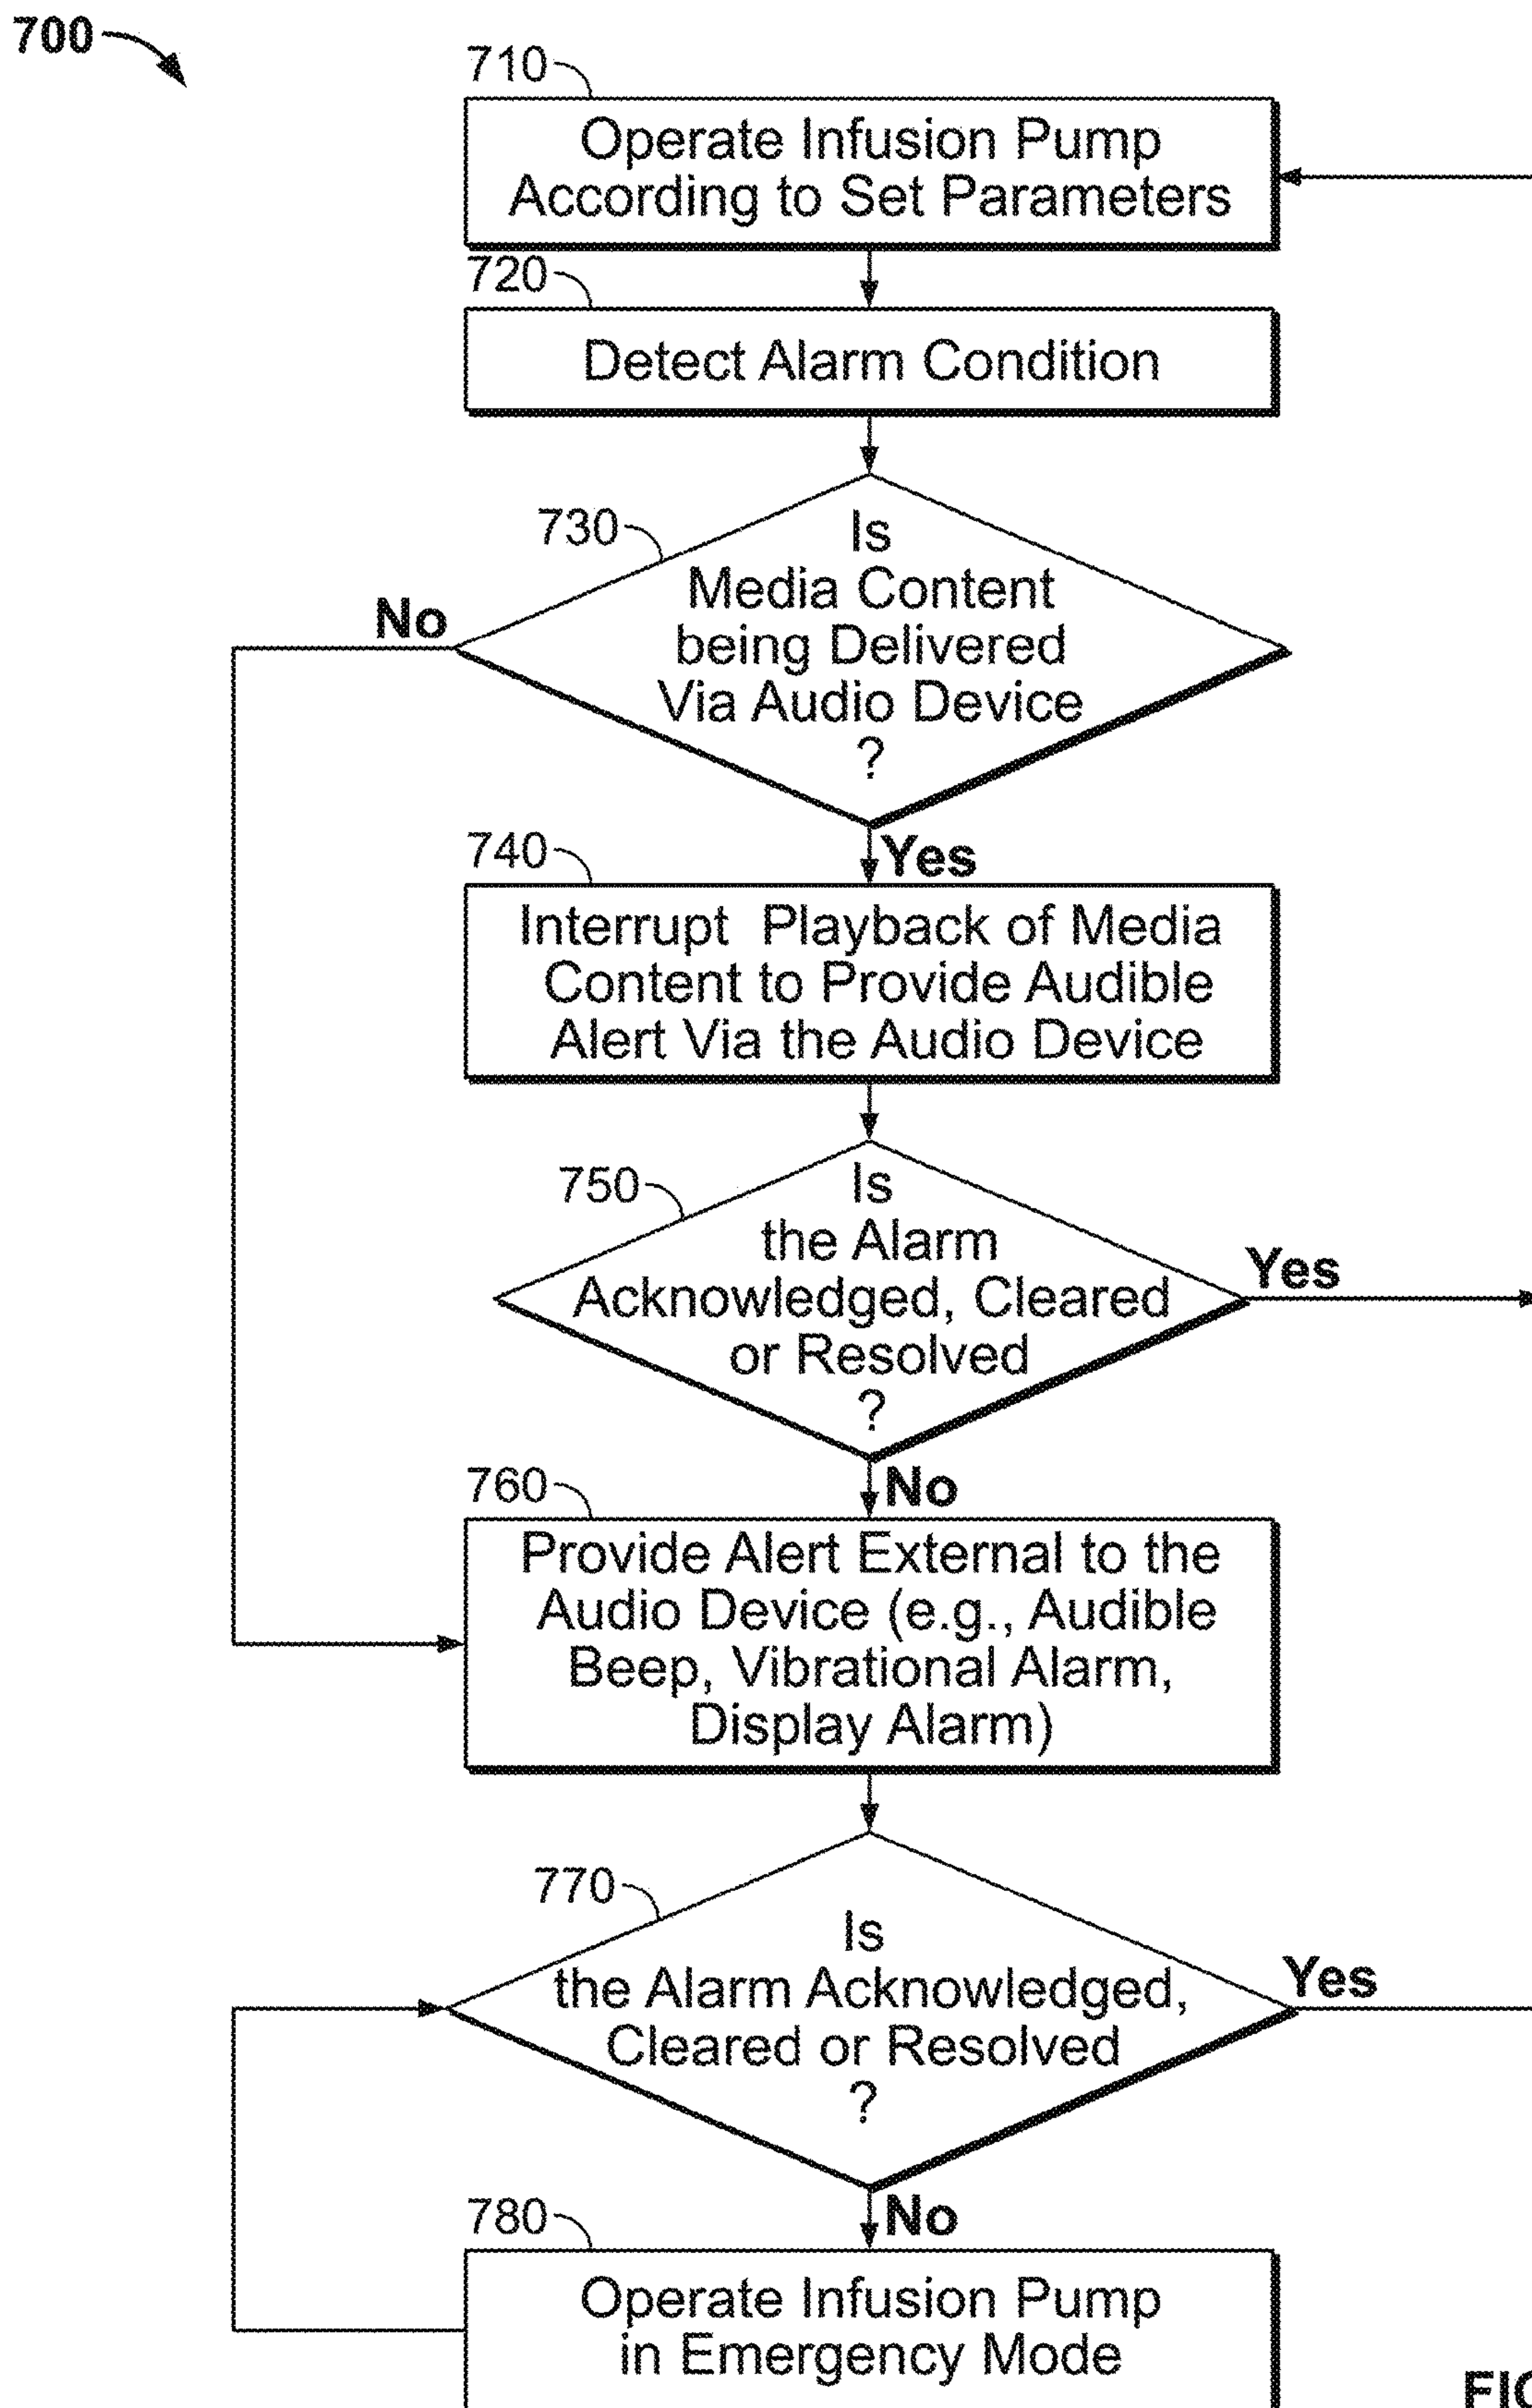 700
710
Operate Infusion Pump
According to Set Parameters
720
Detect Alarm Condition
730
Is
Media Content
being Delivered
Via Audio Device
?
No
Yes
740
Interrupt Playback of Media
Content to Provide Audible
Alert Via the Audio Device
750
Is
the Alarm
Acknowledged, Cleared
or Resolved
?
Yes
No
760
Provide Alert External to the
Audio Device (e.g., Audible
Beep, Vibrational Alarm,
Display Alarm)
770
Is
the Alarm Acknowledged,
Cleared or Resolved
?
Yes
No
780
Operate Infusion Pump
in Emergency Mode